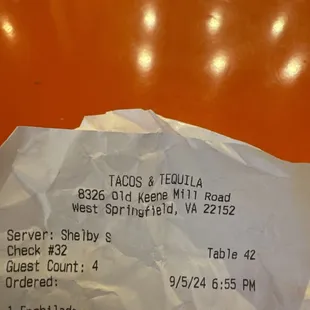 TACOS & TEQUILA
8326 Old Keene Mill Road
West Springfield, VA 22152
Server: Shelby S
Check #32 Table 42
Guest Count: 4
Ordered: 9/5/24 6:55 PM